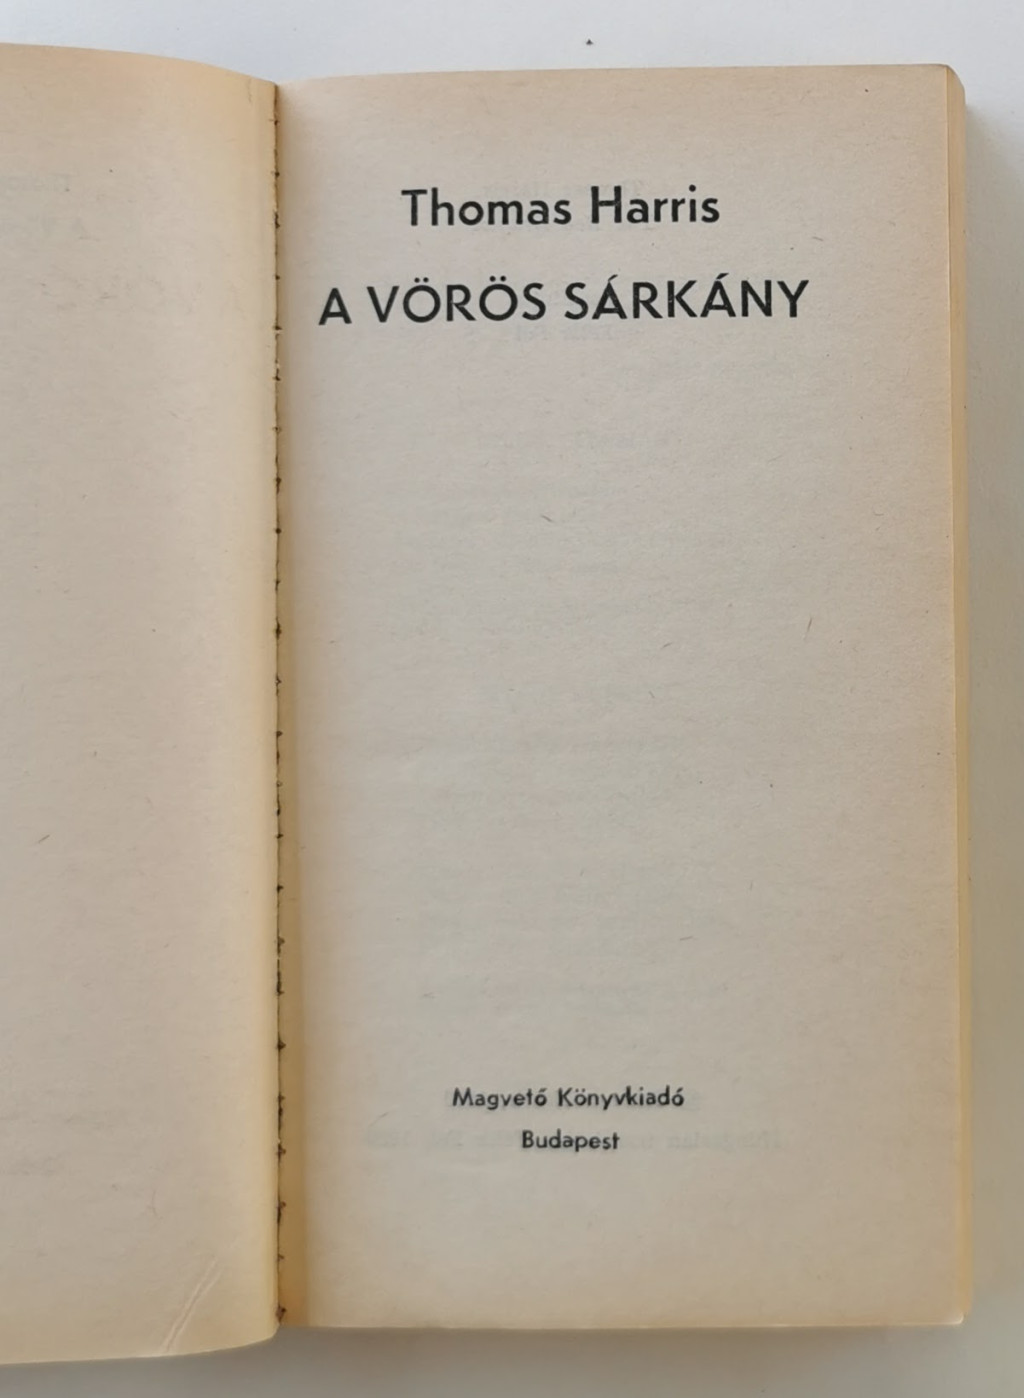 Thomas Harris
A VÖRÖS SÁRKÁNY
Magvető Könyvkiadó
Budapest